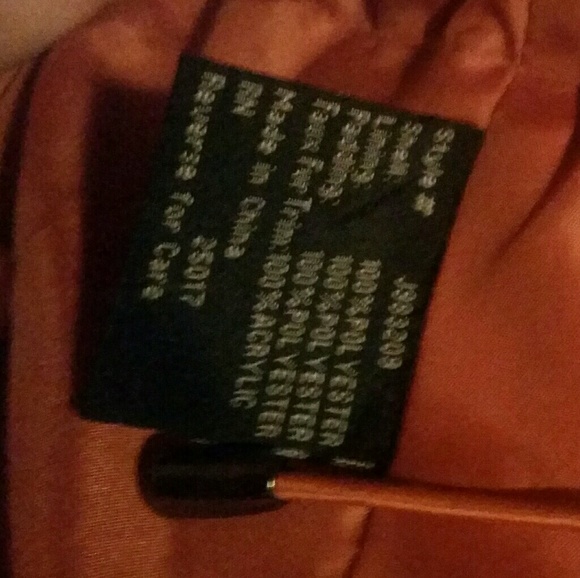 Style #
Shell: 100%POLYESTER
Lining: 100%POLYESTER
Padding: 100%POLYESTER
Faux Fur Trim: 100%ACRYLIC
Made in China
RN 25017
Reverse for Care